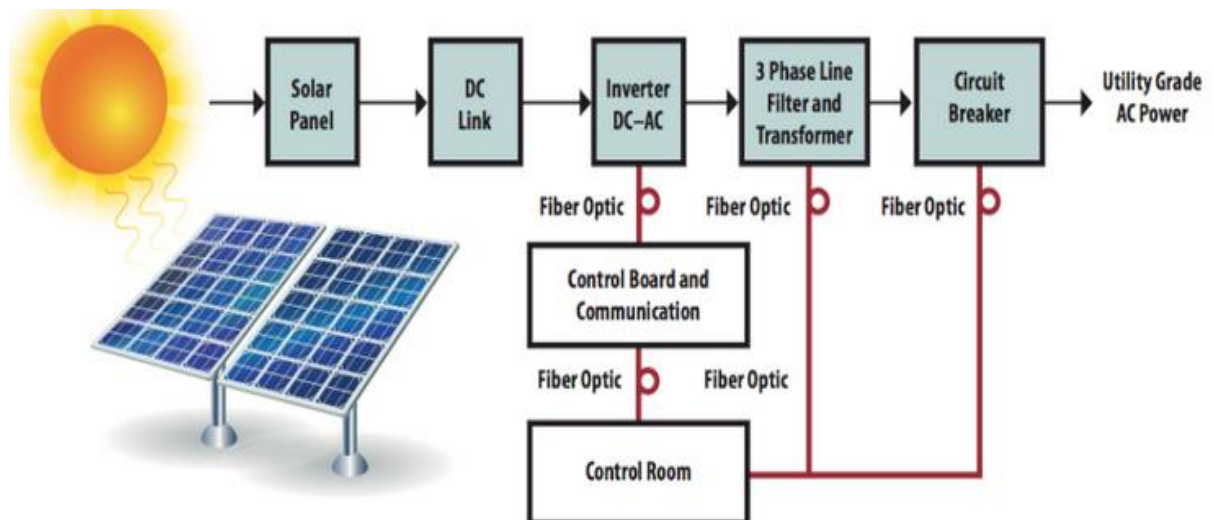 Solar
Panel
DC
Link
Inverter
DC–AC
3 Phase Line
Filter and
Transformer
Circuit
Breaker
Utility Grade
AC Power
Fiber Optic
Fiber Optic
Fiber Optic
Control Board and
Communication
Fiber Optic
Fiber Optic
Control Room